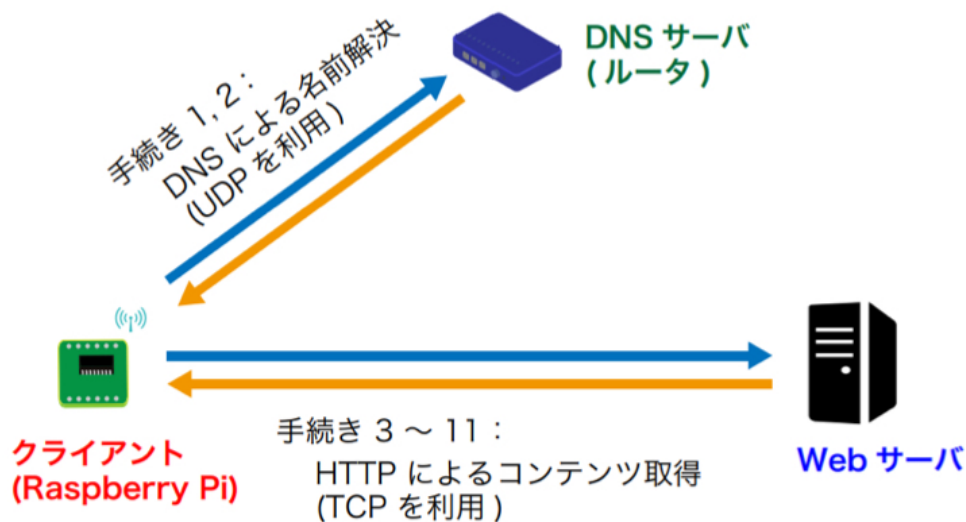 DNS サーバ
( ルータ )
手続き 1, 2 :
DNS による名前解決
(UDP を利用 )
クライアント
(Raspberry Pi)
手続き 3 ～ 11 :
HTTP によるコンテンツ取得
(TCP を利用 )
Web サーバ